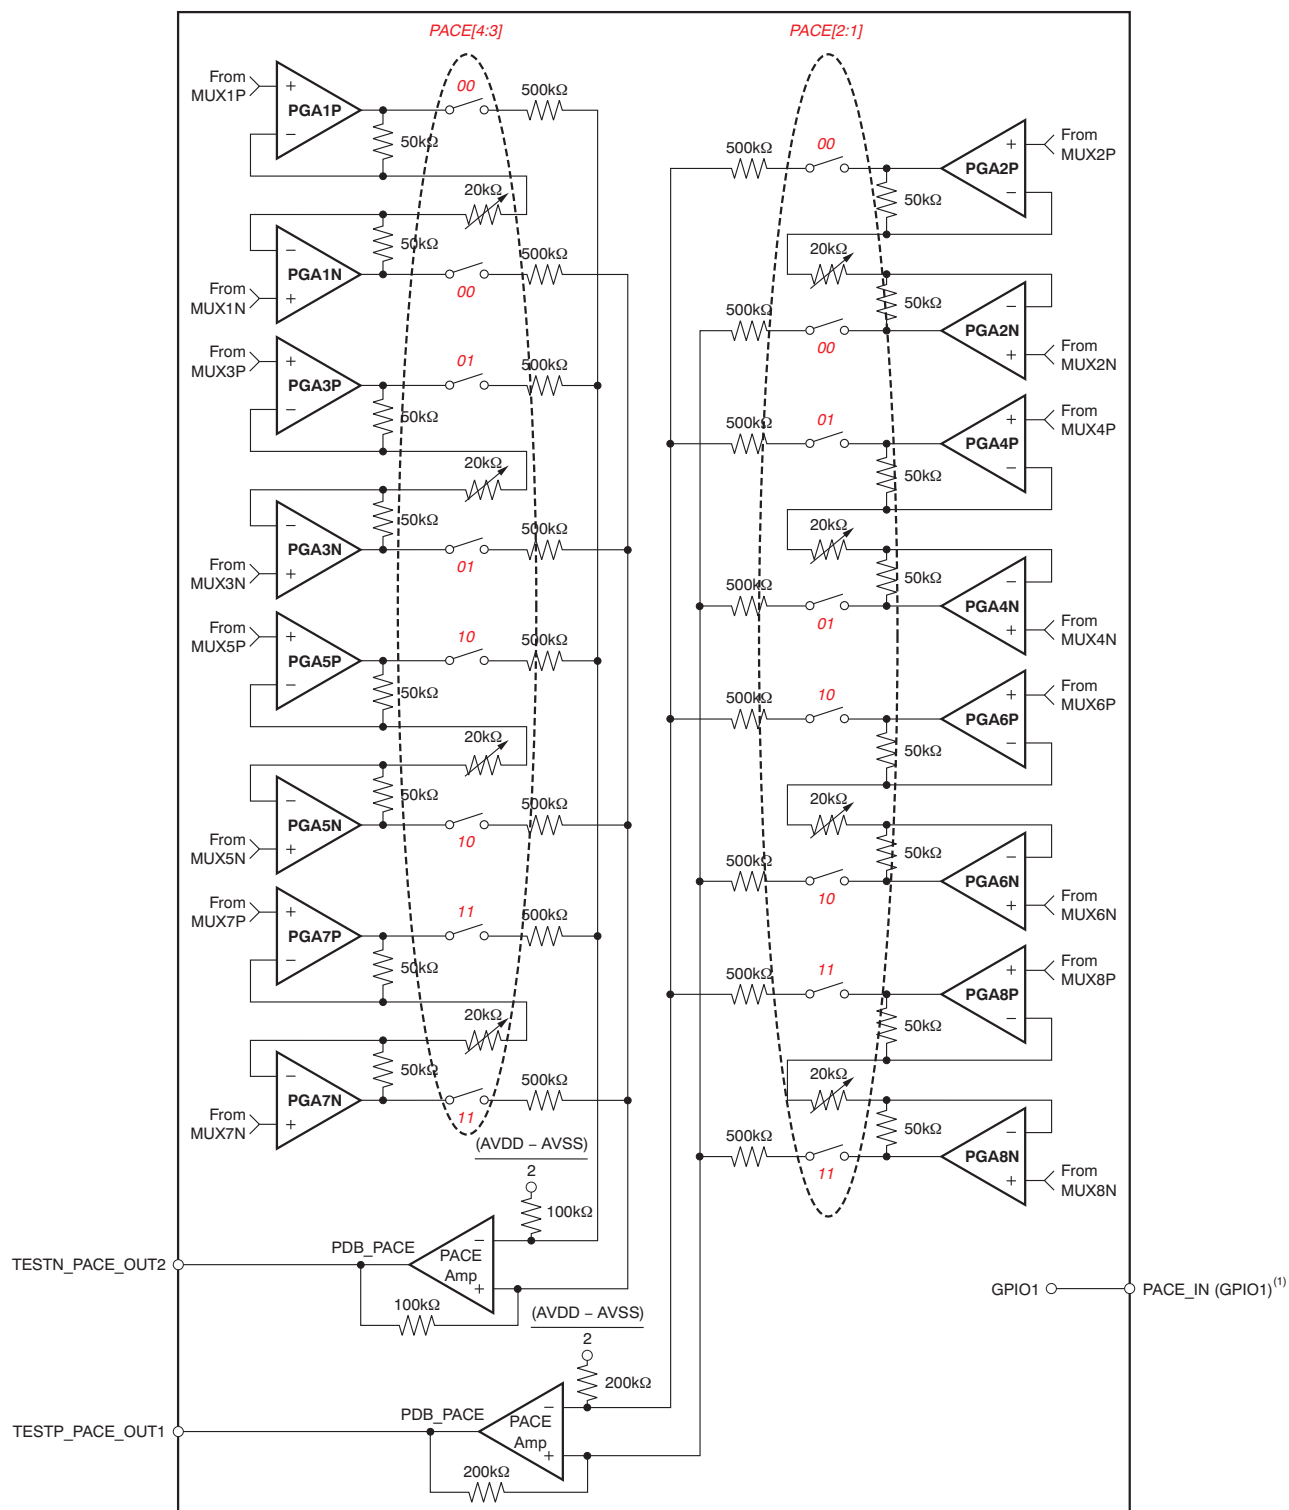 PACE[4:3]
PACE[2:1]
From
MUX1P
+
PGA1P
−
00
500kΩ
50kΩ
20kΩ
50kΩ
−
PGA1N
+
From
MUX1N
500kΩ
00
From
MUX3P
+
PGA3P
−
01
500kΩ
50kΩ
20kΩ
50kΩ
−
PGA3N
+
From
MUX3N
500kΩ
01
From
MUX5P
+
PGA5P
−
10
500kΩ
50kΩ
20kΩ
50kΩ
−
PGA5N
+
From
MUX5N
500kΩ
10
From
MUX7P
+
PGA7P
−
11
500kΩ
50kΩ
20kΩ
50kΩ
−
PGA7N
+
From
MUX7N
500kΩ
11
500kΩ
00
+
PGA2P
−
From
MUX2P
50kΩ
20kΩ
50kΩ
500kΩ
00
−
PGA2N
+
From
MUX2N
500kΩ
01
+
PGA4P
−
From
MUX4P
50kΩ
20kΩ
50kΩ
500kΩ
01
−
PGA4N
+
From
MUX4N
500kΩ
10
+
PGA6P
−
From
MUX6P
50kΩ
20kΩ
50kΩ
500kΩ
10
−
PGA6N
+
From
MUX6N
500kΩ
11
+
PGA8P
−
From
MUX8P
50kΩ
20kΩ
50kΩ
500kΩ
11
−
PGA8N
+
From
MUX8N
(AVDD − AVSS)
2
100kΩ
TESTN_PACE_OUT2
PDB_PACE
−
PACE
Amp
+
100kΩ
GPIO1
PACE_IN (GPIO1)(1)
(AVDD − AVSS)
2
200kΩ
TESTP_PACE_OUT1
PDB_PACE
−
PACE
Amp
+
200kΩ